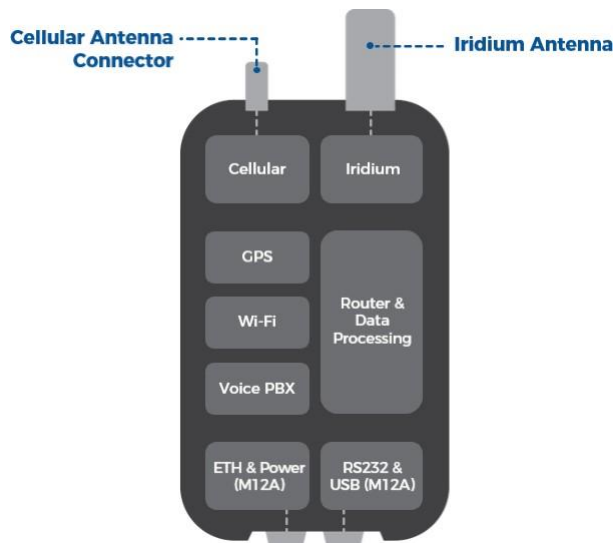 Cellular Antenna
Connector
Iridium Antenna
Cellular
Iridium
GPS
Wi-Fi
Voice PBX
Router &
Data
Processing
ETH & Power
(M12A)
RS232 &
USB (M12A)